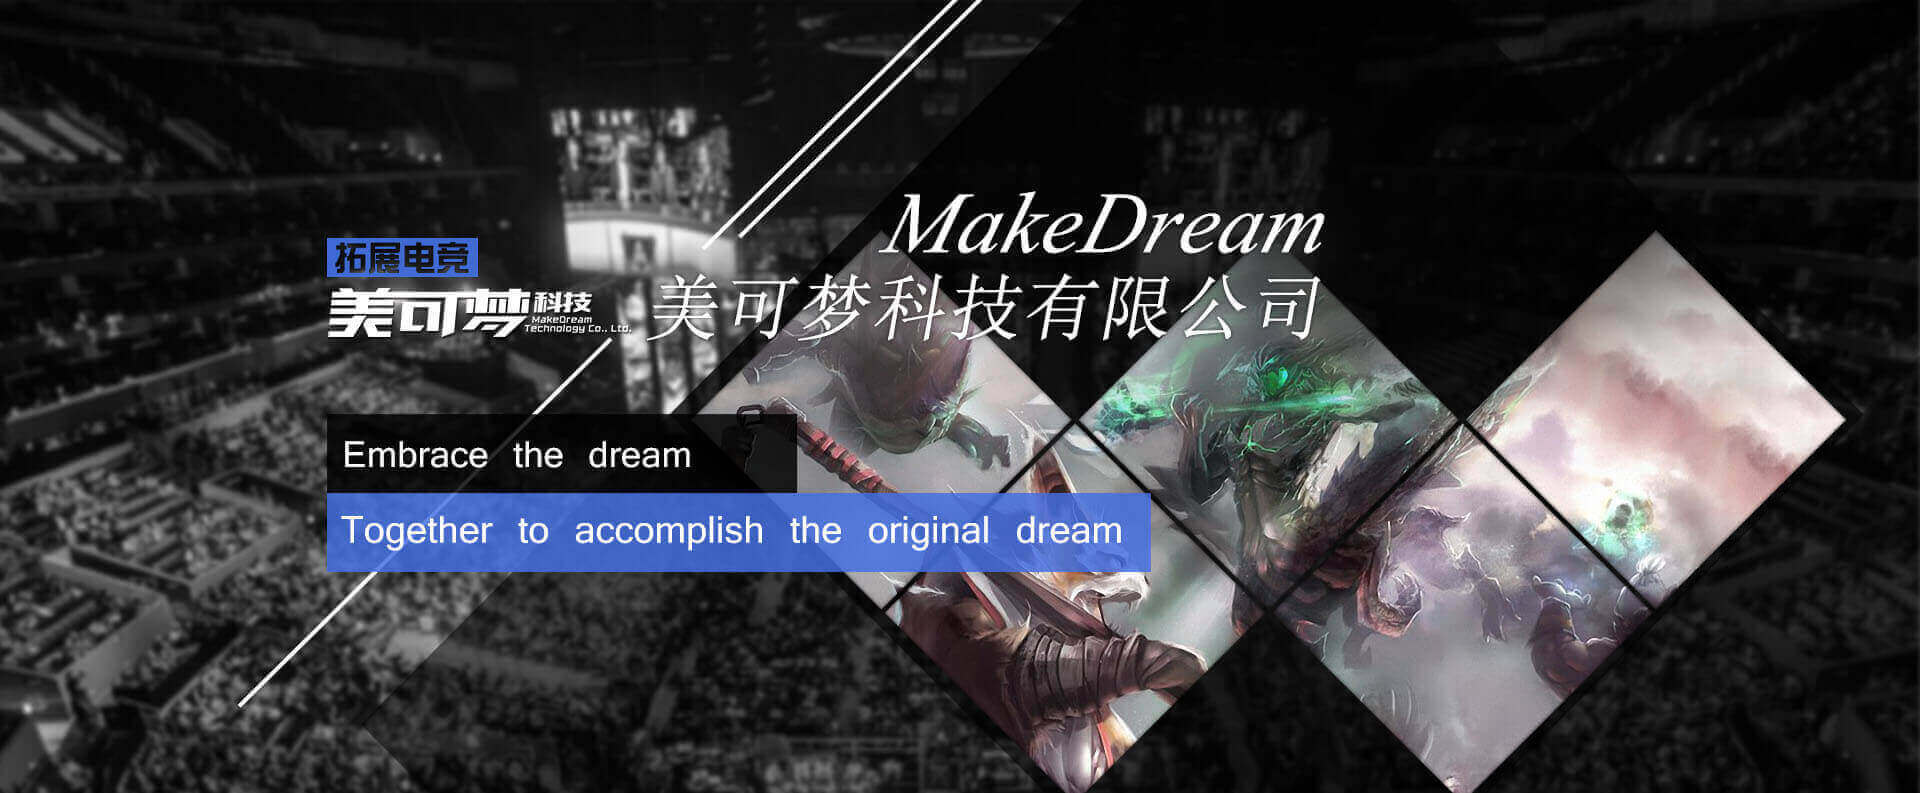 MakeDream
拓展电竞
美可梦科技
MakeDream
Technology Co., Ltd.
美可梦科技有限公司
Embrace the dream
Together to accomplish the original dream